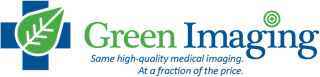 Green Imaging
Same high-quality medical imaging.
At a fraction of the price.